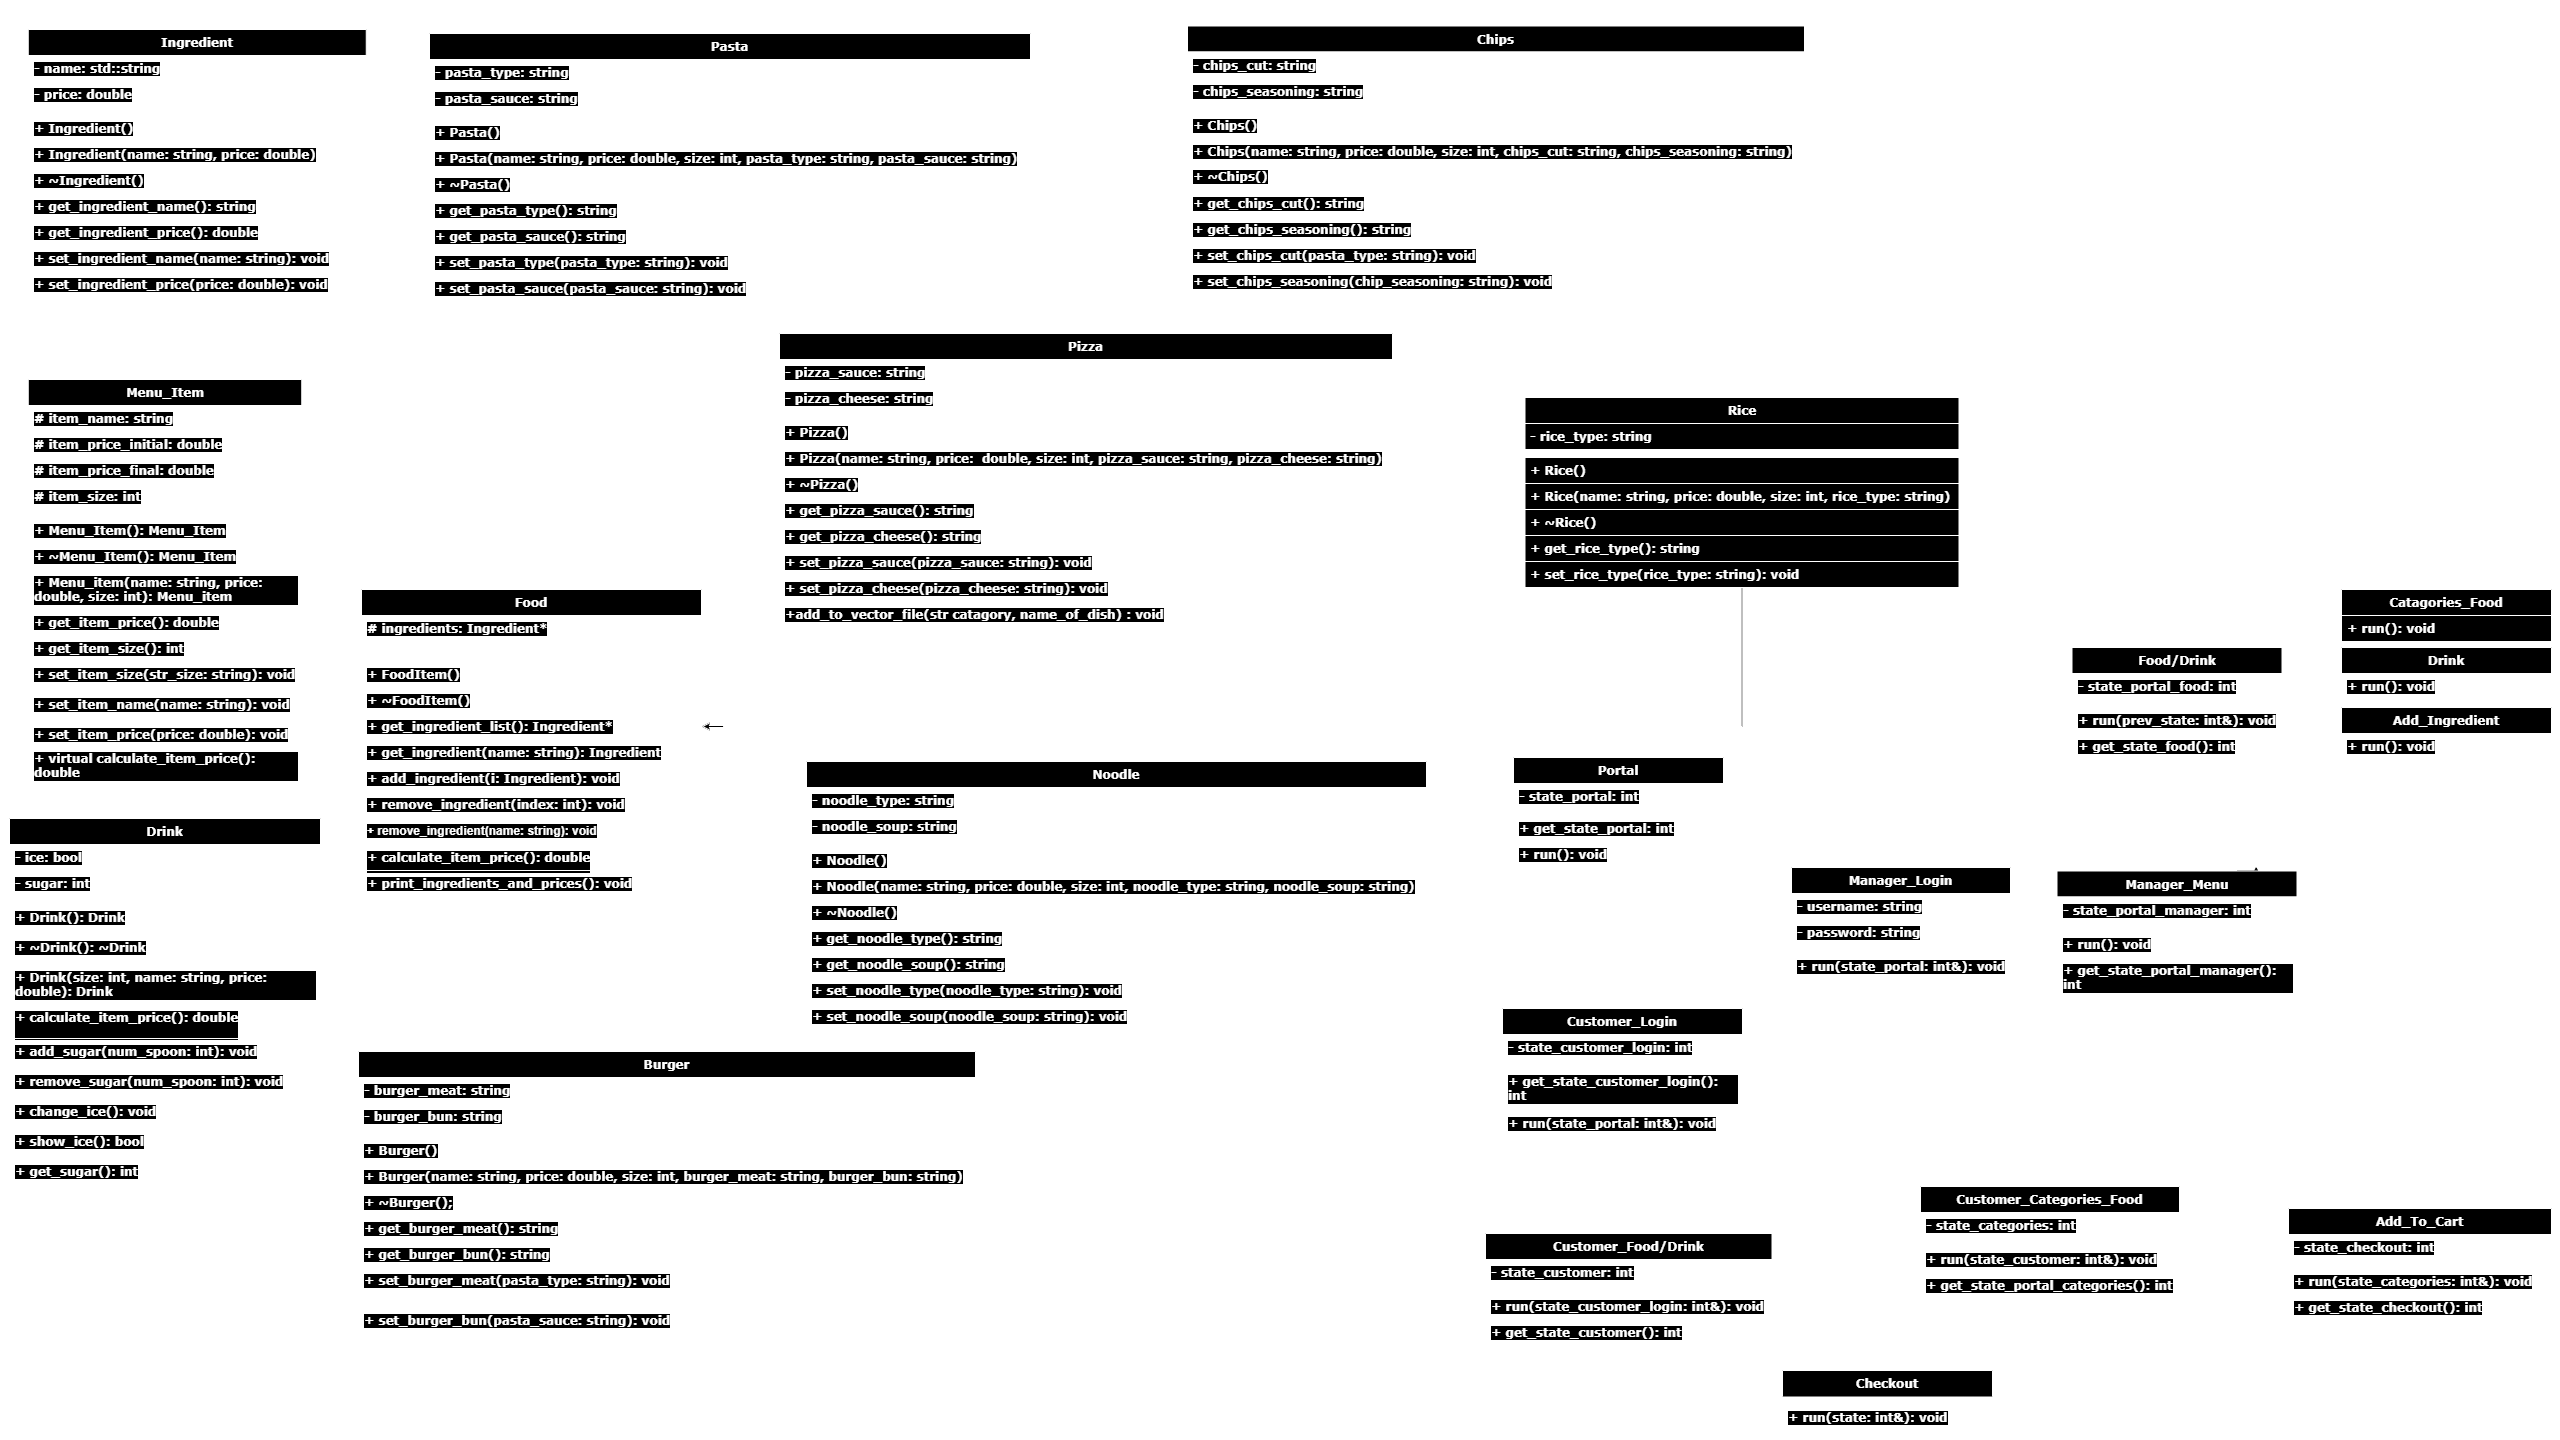 Ingredient
- name: std::string
- price: double
+ Ingredient()
+ Ingredient(name: string, price: double)
+ ~Ingredient()
+ get_ingredient_name(): string
+ get_ingredient_price(): double
+ set_ingredient_name(name: string): void
+ set_ingredient_price(price: double): void
Pasta
- pasta_type: string
- pasta_sauce: string
+ Pasta()
+ Pasta(name: string, price: double, size: int, pasta_type: string, pasta_sauce: string)
+ ~Pasta()
+ get_pasta_type(): string
+ get_pasta_sauce(): string
+ set_pasta_type(pasta_type: string): void
+ set_pasta_sauce(pasta_sauce: string): void
Chips
- chips_cut: string
- chips_seasoning: string
+ Chips()
+ Chips(name: string, price: double, size: int, chips_cut: string, chips_seasoning: string)
+ ~Chips()
+ get_chips_cut(): string
+ get_chips_seasoning(): string
+ set_chips_cut(pasta_type: string): void
+ set_chips_seasoning(chip_seasoning: string): void
Pizza
- pizza_sauce: string
- pizza_cheese: string
+ Pizza()
+ Pizza(name: string, price:  double, size: int, pizza_sauce: string, pizza_cheese: string)
+ ~Pizza()
+ get_pizza_sauce(): string
+ get_pizza_cheese(): string
+ set_pizza_sauce(pizza_sauce: string): void
+ set_pizza_cheese(pizza_cheese: string): void
+add_to_vector_file(str catagory, name_of_dish) : void
Menu_Item
# item_name: string
# item_price_initial: double
# item_price_final: double
# item_size: int
+ Menu_Item(): Menu_Item
+ ~Menu_Item(): Menu_Item
+ Menu_item(name: string, price:
double, size: int): Menu_item
+ get_item_price(): double
+ get_item_size(): int
+ set_item_size(str_size: string): void
+ set_item_name(name: string): void
+ set_item_price(price: double): void
+ virtual calculate_item_price():
double
Rice
- rice_type: string
+ Rice()
+ Rice(name: string, price: double, size: int, rice_type: string)
+ ~Rice()
+ get_rice_type(): string
+ set_rice_type(rice_type: string): void
Food
# ingredients: Ingredient*
+ FoodItem()
+ ~FoodItem()
+ get_ingredient_list(): Ingredient*
+ get_ingredient(name: string): Ingredient
+ add_ingredient(i: Ingredient): void
+ remove_ingredient(index: int): void
+ remove_ingredient(name: string): void
+ calculate_item_price(): double
+ print_ingredients_and_prices(): void
Catagories_Food
+ run(): void
Food/Drink
- state_portal_food: int
+ run(prev_state: int&): void
+ get_state_food(): int
Drink
+ run(): void
Add_Ingredient
+ run(): void
Noodle
- noodle_type: string
- noodle_soup: string
+ Noodle()
+ Noodle(name: string, price: double, size: int, noodle_type: string, noodle_soup: string)
+ ~Noodle()
+ get_noodle_type(): string
+ get_noodle_soup(): string
+ set_noodle_type(noodle_type: string): void
+ set_noodle_soup(noodle_soup: string): void
Portal
- state_portal: int
+ get_state_portal: int
+ run(): void
Drink
- ice: bool
- sugar: int
+ Drink(): Drink
+ ~Drink(): ~Drink
+ Drink(size: int, name: string, price:
double): Drink
+ calculate_item_price(): double
+ add_sugar(num_spoon: int): void
+ remove_sugar(num_spoon: int): void
+ change_ice(): void
+ show_ice(): bool
+ get_sugar(): int
Manager_Login
- username: string
- password: string
+ run(state_portal: int&): void
Manager_Menu
- state_portal_manager: int
+ run(): void
+ get_state_portal_manager():
int
Customer_Login
- state_customer_login: int
+ get_state_customer_login():
int
+ run(state_portal: int&): void
Burger
- burger_meat: string
- burger_bun: string
+ Burger()
+ Burger(name: string, price: double, size: int, burger_meat: string, burger_bun: string)
+ ~Burger();
+ get_burger_meat(): string
+ get_burger_bun(): string
+ set_burger_meat(pasta_type: string): void
+ set_burger_bun(pasta_sauce: string): void
Customer_Categories_Food
- state_categories: int
+ run(state_customer: int&): void
+ get_state_portal_categories(): int
Add_To_Cart
- state_checkout: int
+ run(state_categories: int&): void
+ get_state_checkout(): int
Customer_Food/Drink
- state_customer: int
+ run(state_customer_login: int&): void
+ get_state_customer(): int
Checkout
+ run(state: int&): void